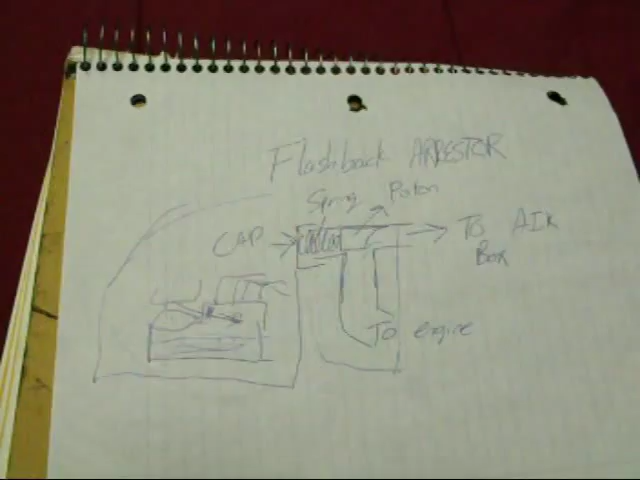 Flashback ARRESTOR
Spring Piston
CAP
TO AIR
BOX
TO engine